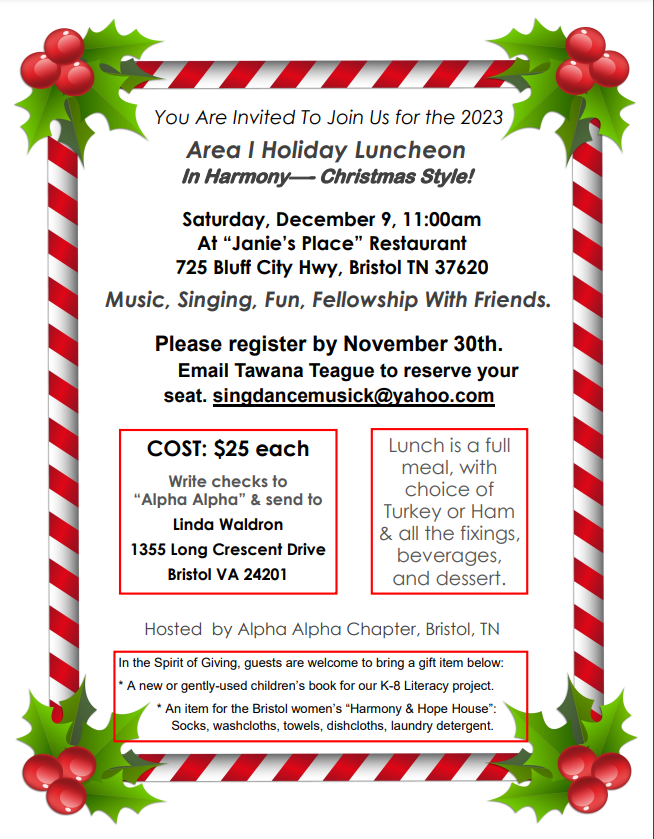 You Are Invited To Join Us for the 2023
Area I Holiday Luncheon
In Harmony—– Christmas Style!
Saturday, December 9, 11:00am
At “Janie’s Place” Restaurant
725 Bluff City Hwy, Bristol TN 37620
Music, Singing, Fun, Fellowship With Friends.
Please register by November 30th.
Email Tawana Teague to reserve your
seat. singdancemusick@yahoo.com
COST: $25 each
Write checks to
“Alpha Alpha” & send to
Linda Waldron
1355 Long Crescent Drive
Bristol VA 24201
Lunch is a full
meal, with
choice of
Turkey or Ham
& all the fixings,
beverages,
and dessert.
Hosted by Alpha Alpha Chapter, Bristol, TN
In the Spirit of Giving, guests are welcome to bring a gift item below:
* A new or gently-used children’s book for our K-8 Literacy project.
* An item for the Bristol women’s “Harmony & Hope House”:
Socks, washcloths, towels, dishcloths, laundry detergent.